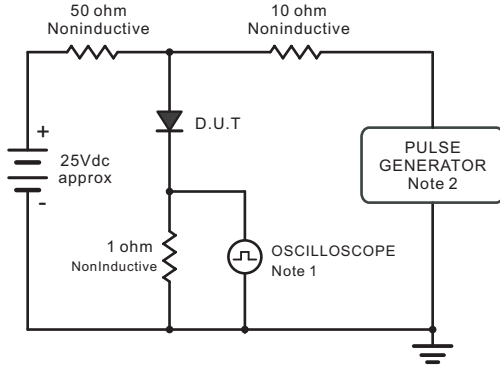 50 ohm
Noninductive
10 ohm
Noninductive
D.U.T
+
25Vdc
approx
-
PULSE
GENERATOR
Note 2
1 ohm
NonInductive
OSCILLOSCOPE
Note 1